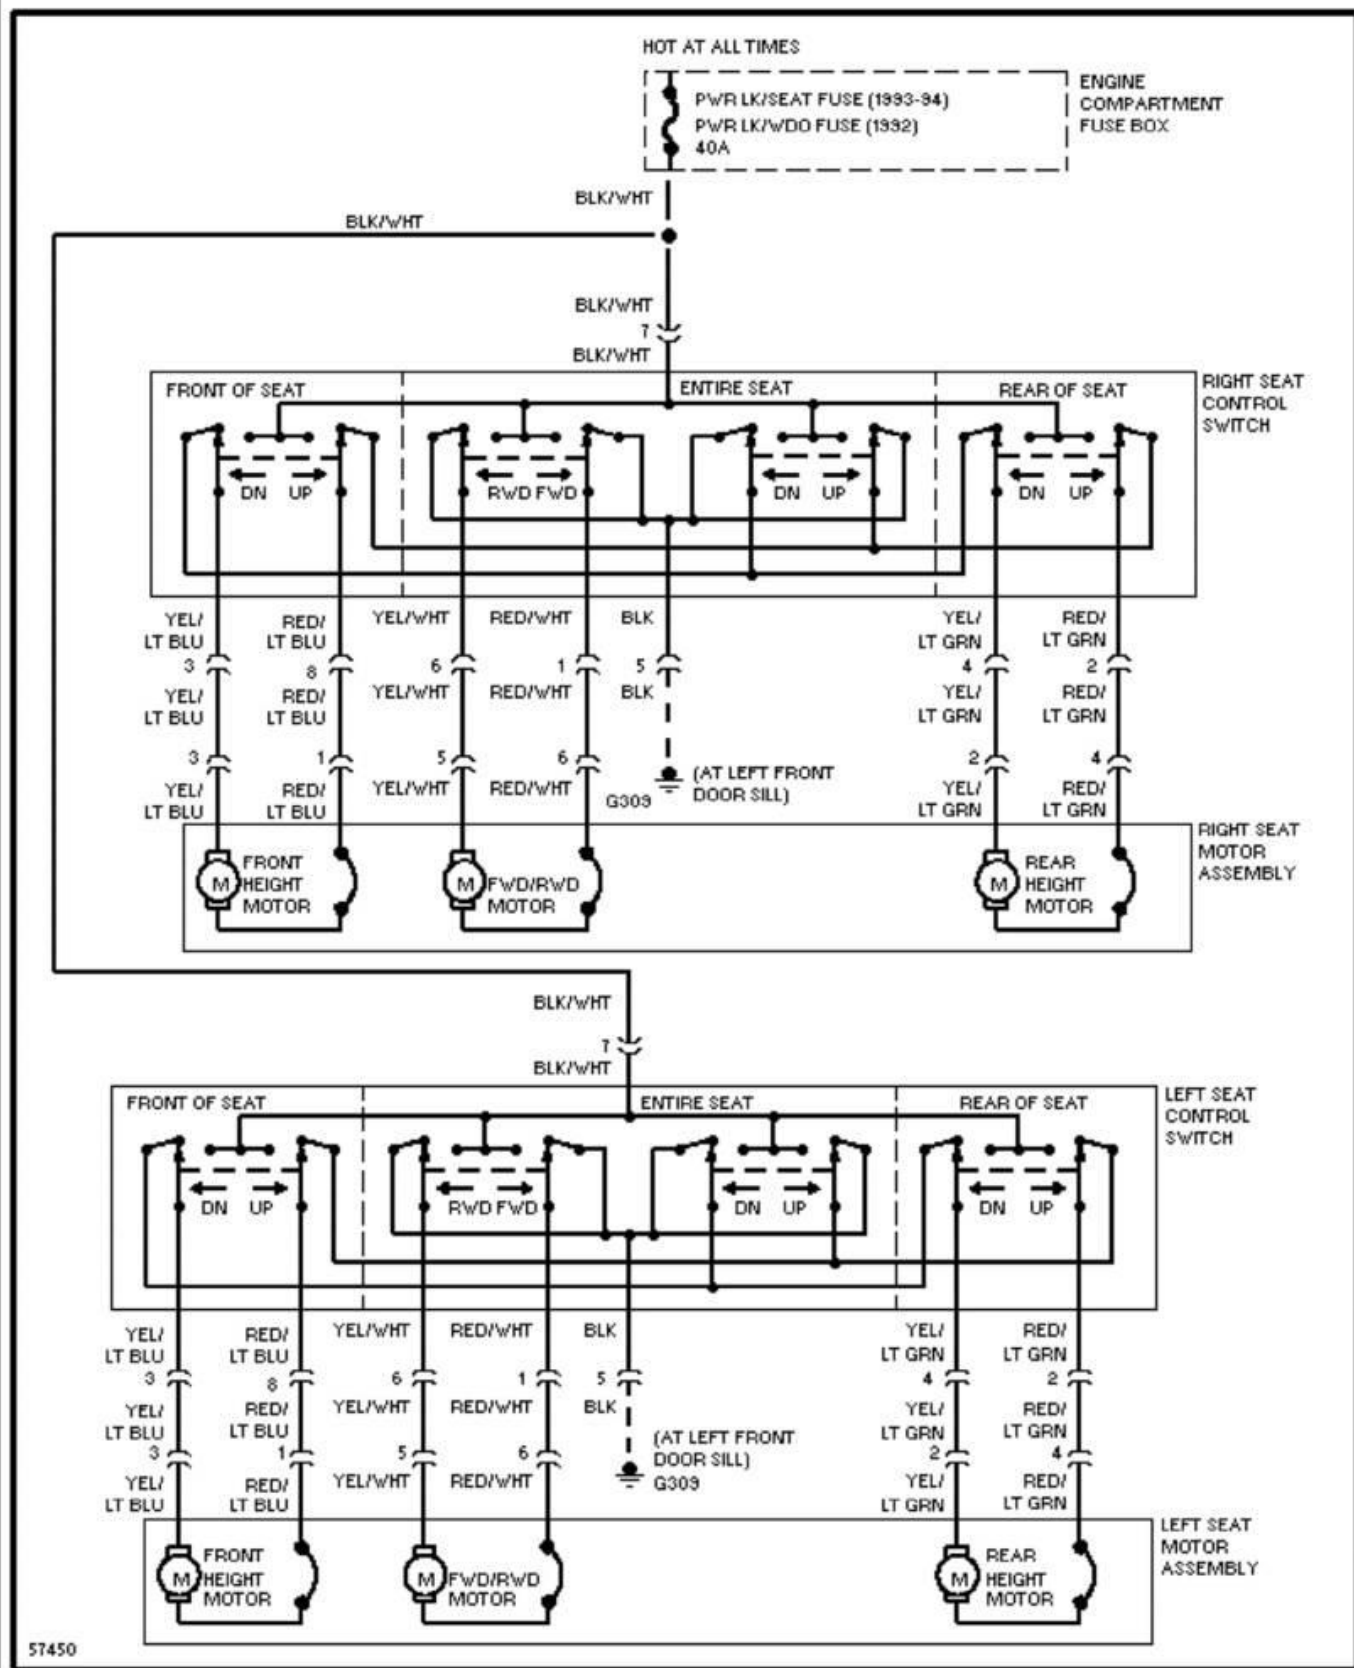 HOT AT ALL TIMES
PWR LK/SEAT FUSE (1993-94)
PWR LK/WDO FUSE (1992)
40A
ENGINE
COMPARTMENT
FUSE BOX
BLK/WHT
BLK/WHT
BLK/WHT
7
BLK/WHT
FRONT OF SEAT
ENTIRE SEAT
REAR OF SEAT
RIGHT SEAT
CONTROL
SWITCH
DN UP
RWD FWD
DN UP
DN UP
YEL/
LT BLU
RED/
LT BLU
YEL/WHT
RED/WHT
BLK
YEL/
LT GRN
RED/
LT GRN
3
8
6
1
5
4
2
YEL/
LT BLU
RED/
LT BLU
YEL/WHT
RED/WHT
BLK
YEL/
LT GRN
RED/
LT GRN
3
1
5
6
2
4
(AT LEFT FRONT
DOOR SILL)
G309
YEL/
LT BLU
RED/
LT BLU
YEL/WHT
RED/WHT
YEL/
LT GRN
RED/
LT GRN
RIGHT SEAT
MOTOR
ASSEMBLY
M
FRONT
HEIGHT
MOTOR
M
FWD/RWD
MOTOR
M
REAR
HEIGHT
MOTOR
BLK/WHT
7
BLK/WHT
FRONT OF SEAT
ENTIRE SEAT
REAR OF SEAT
LEFT SEAT
CONTROL
SWITCH
DN UP
RWD FWD
DN UP
DN UP
YEL/
LT BLU
RED/
LT BLU
YEL/WHT
RED/WHT
BLK
YEL/
LT GRN
RED/
LT GRN
3
8
6
1
5
4
2
YEL/
LT BLU
RED/
LT BLU
YEL/WHT
RED/WHT
BLK
YEL/
LT GRN
RED/
LT GRN
3
1
5
6
2
4
(AT LEFT FRONT
DOOR SILL)
G309
YEL/
LT BLU
RED/
LT BLU
YEL/WHT
RED/WHT
YEL/
LT GRN
RED/
LT GRN
LEFT SEAT
MOTOR
ASSEMBLY
M
FRONT
HEIGHT
MOTOR
M
FWD/RWD
MOTOR
M
REAR
HEIGHT
MOTOR
57450